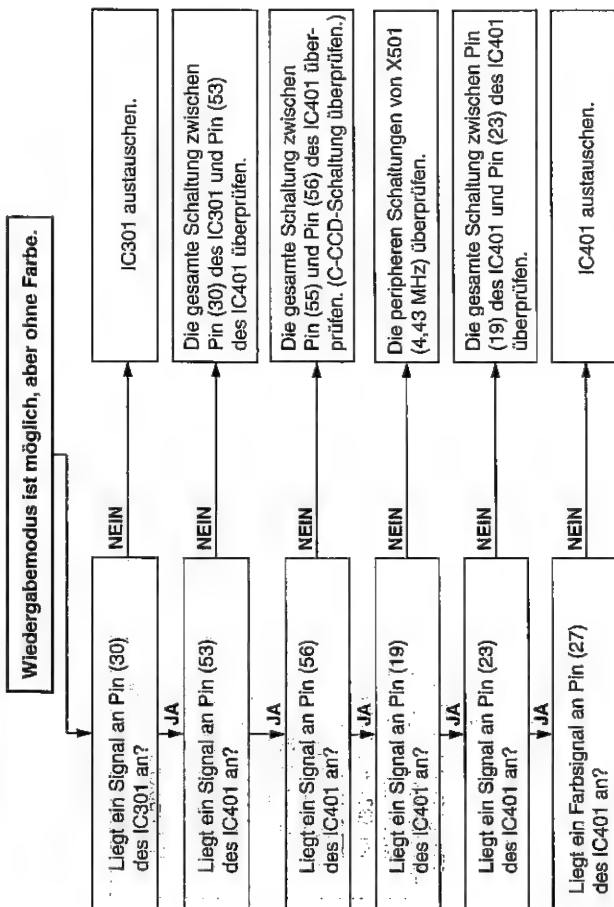 Wiedergabemodus ist möglich, aber ohne Farbe.
Liegt ein Signal an Pin (30)
des IC301 an?
NEIN
IC301 austauschen.
JA
Liegt ein Signal an Pin (53)
des IC401 an?
NEIN
Die gesamte Schaltung zwischen
Pin (30) des IC301 und Pin (53)
des IC401 überprüfen.
JA
Liegt ein Signal an Pin (56)
des IC401 an?
NEIN
Die gesamte Schaltung zwischen
Pin (55) und Pin (56) des IC401 über-
prüfen. (C-CCD-Schaltung überprüfen.)
JA
Liegt ein Signal an Pin (19)
des IC401 an?
NEIN
Die peripheren Schaltungen von X501
(4,43 MHz) überprüfen.
JA
Liegt ein Signal an Pin (23)
des IC401 an?
NEIN
Die gesamte Schaltung zwischen Pin
(19) des IC401 und Pin (23) des IC401
überprüfen.
JA
Liegt ein Farbsignal an Pin (27)
des IC401 an?
NEIN
IC401 austauschen.